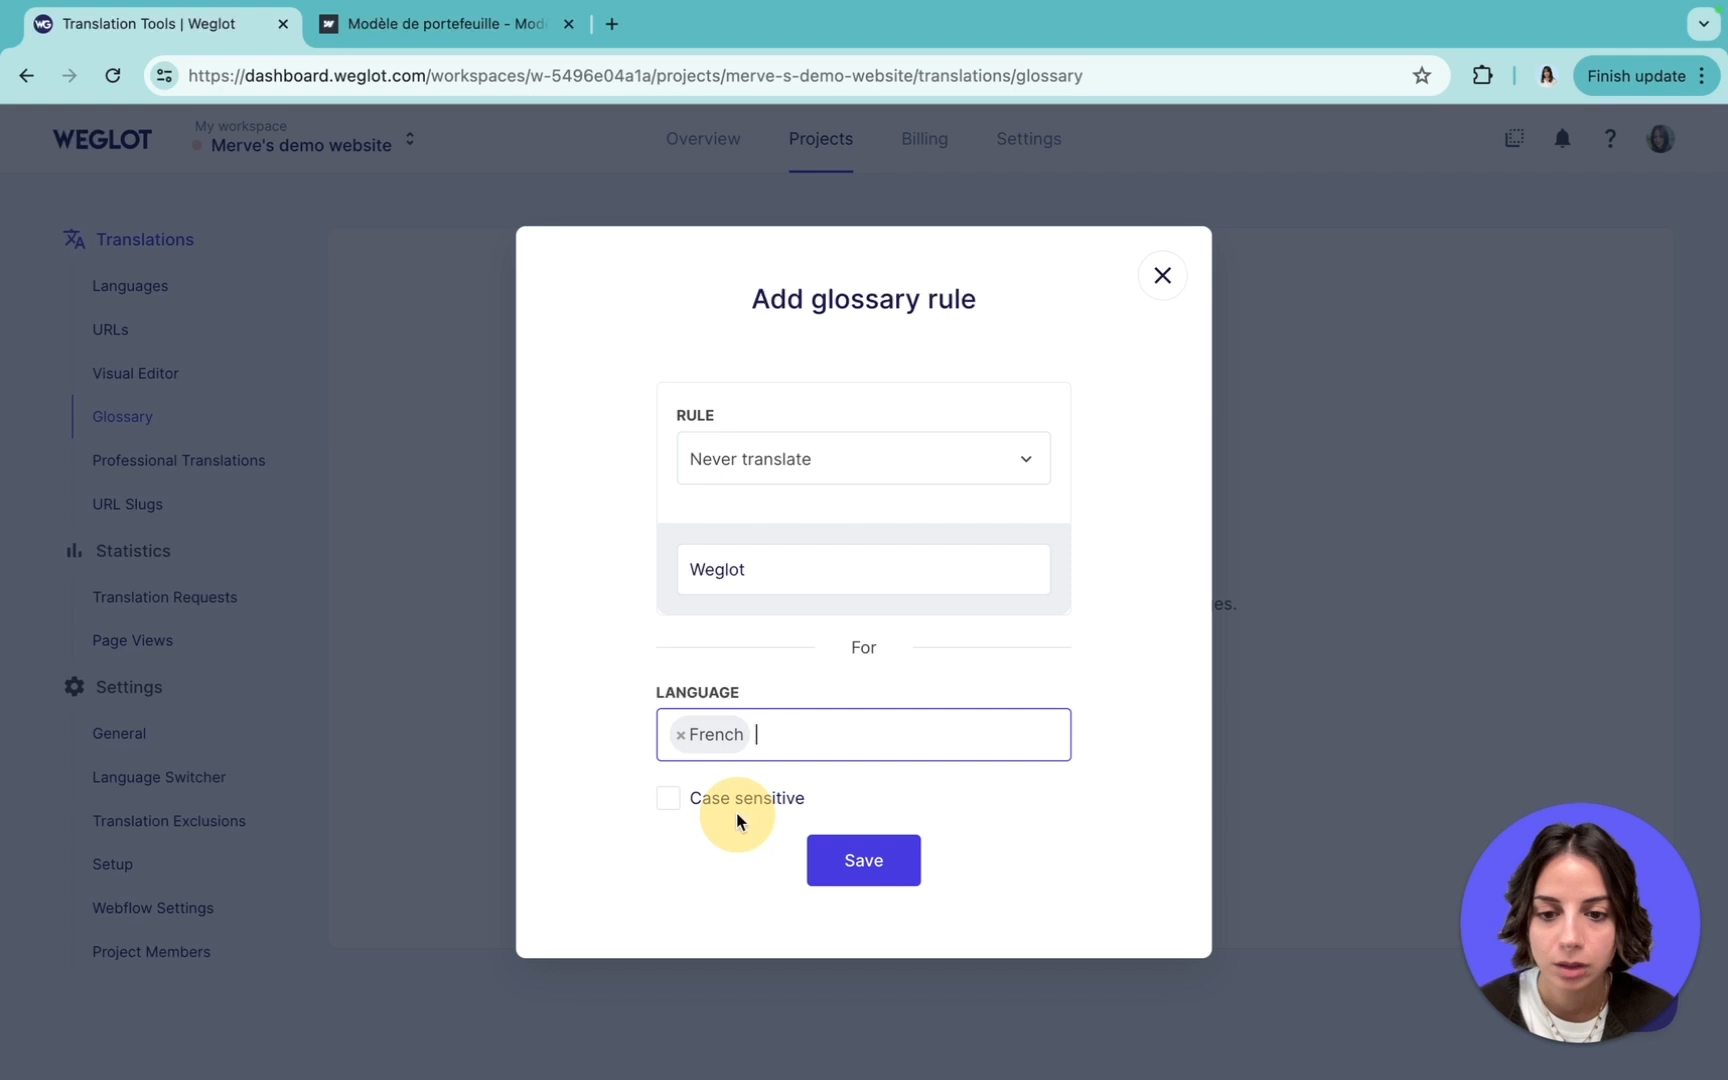 Translation Tools | Weglot
Modèle de portefeuille - Mod
https://dashboard.weglot.com/workspaces/w-5496e04a1a/projects/merve-s-demo-website/translations/glossary
Finish update
WEGLOT
My workspace
Merve's demo website
Overview
Projects
Billing
Settings
Translations
Languages
URLs
Visual Editor
Glossary
Professional Translations
URL Slugs
Statistics
Translation Requests
Page Views
Settings
General
Language Switcher
Translation Exclusions
Setup
Webflow Settings
Project Members
Add glossary rule
RULE
Never translate
Weglot
es.
For
LANGUAGE
× French
Case sensitive
Save